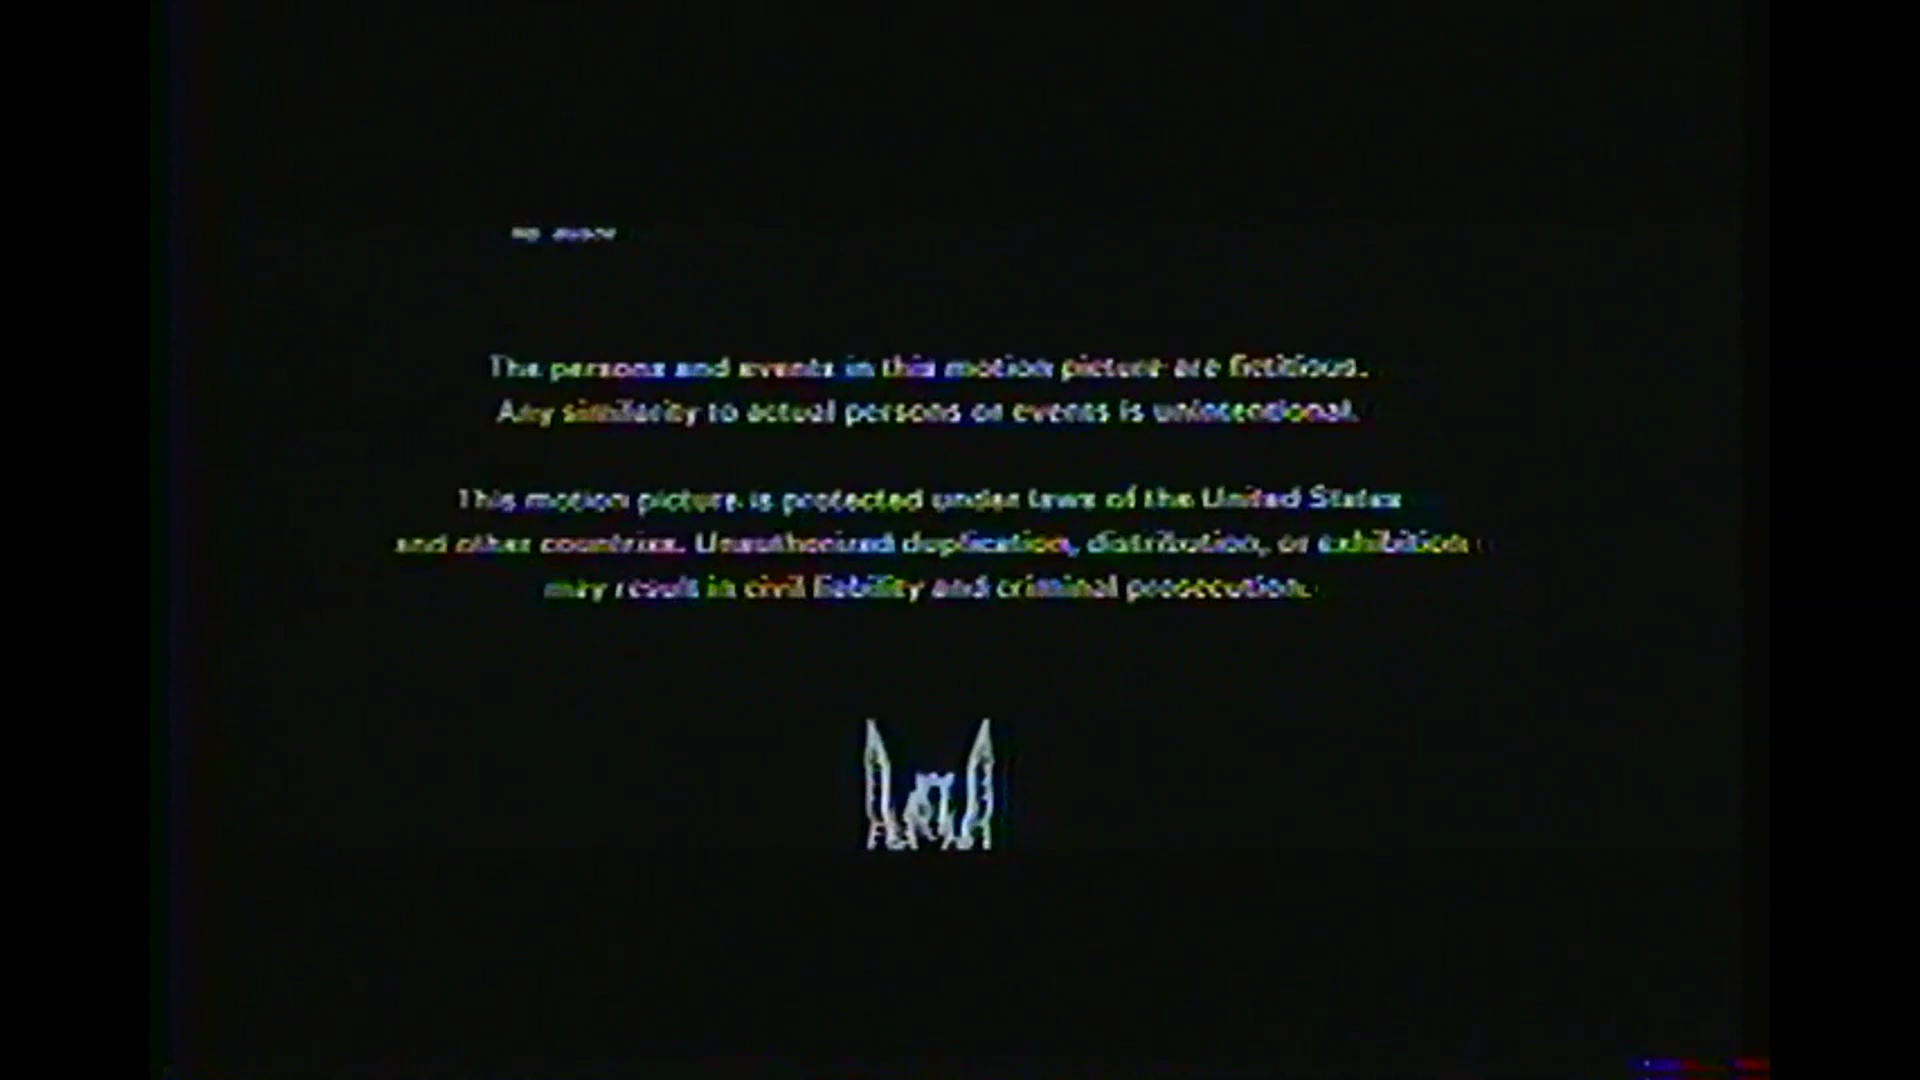 The persons and events in this motion picture are fictitious.
Any similarity to actual persons or events is unintentional.
This motion picture is protected under laws of the United States
and other countries. Unauthorized duplication, distribution, or exhibition
may result in civil liability and criminal prosecution.